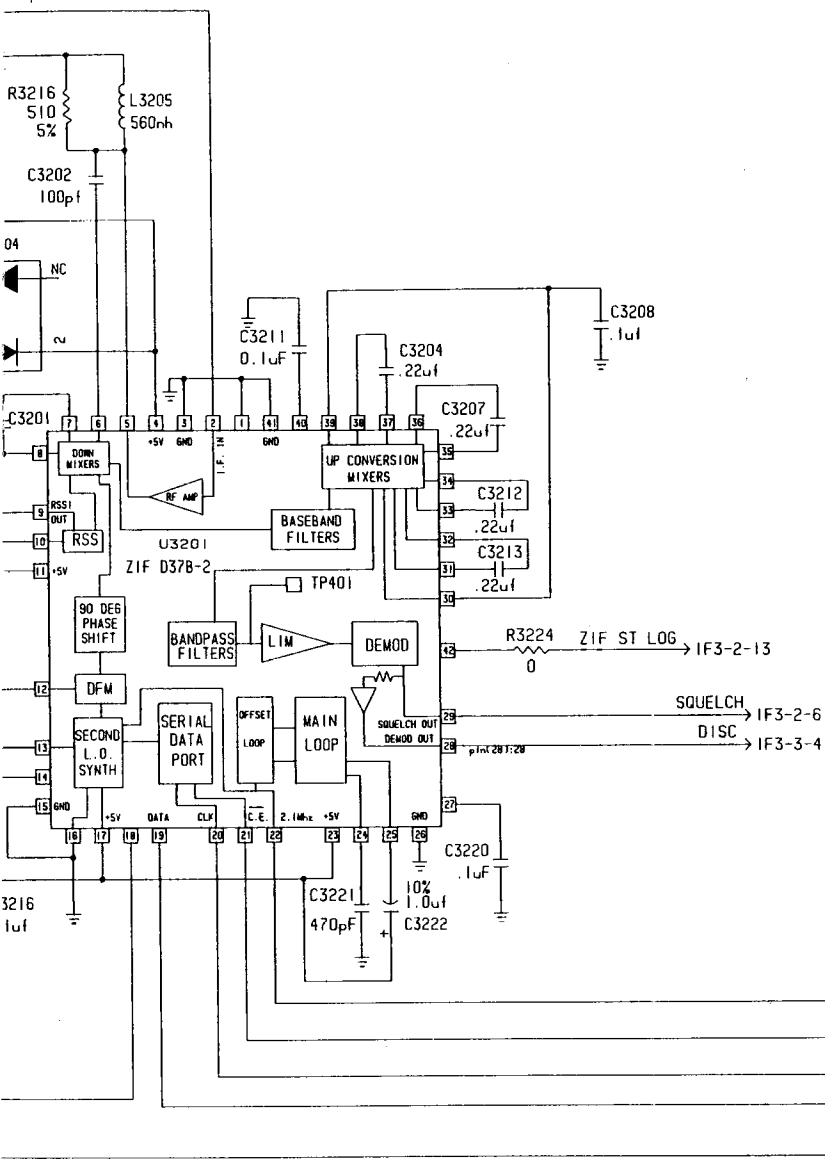 R3216
510
5%
L3205
560nh
C3202
100pf
04
NC
2
C3211
0.1uF
C3208
.1uf
C3204
.22uf
C3207
.22uf
C3201
7
6
5
4
3
2
1
41
40
39
38
37
36
+5V
GND
I.F. IN
GND
8
DOWN
MIXERS
UP CONVERSION
MIXERS
35
34
RF AMP
9
RSSI
OUT
BASEBAND
FILTERS
33
C3212
.22uf
10
RSS
U3201
ZIF D37B-2
32
C3213
.22uf
11
+5V
31
TP401
30
90 DEG
PHASE
SHIFT
BANDPASS
FILTERS
LIM
DEMOD
42
R3224
0
ZIF ST LOG
IF3-2-13
12
DFM
SQUELCH
IF3-2-6
29
SQUELCH OUT
DEMOD OUT
28
pin(28):28
DISC
IF3-3-4
13
SECOND
L.O.
SYNTH
SERIAL
DATA
PORT
OFFSET
LOOP
MAIN
LOOP
14
15
GND
27
+5V
DATA
CLK
C.E.
2.1Mhz
+5V
GND
16
17
18
19
20
21
22
23
24
25
26
C3220
.1uF
3216
1uf
C3221
470pF
10%
1.0uf
C3222
+